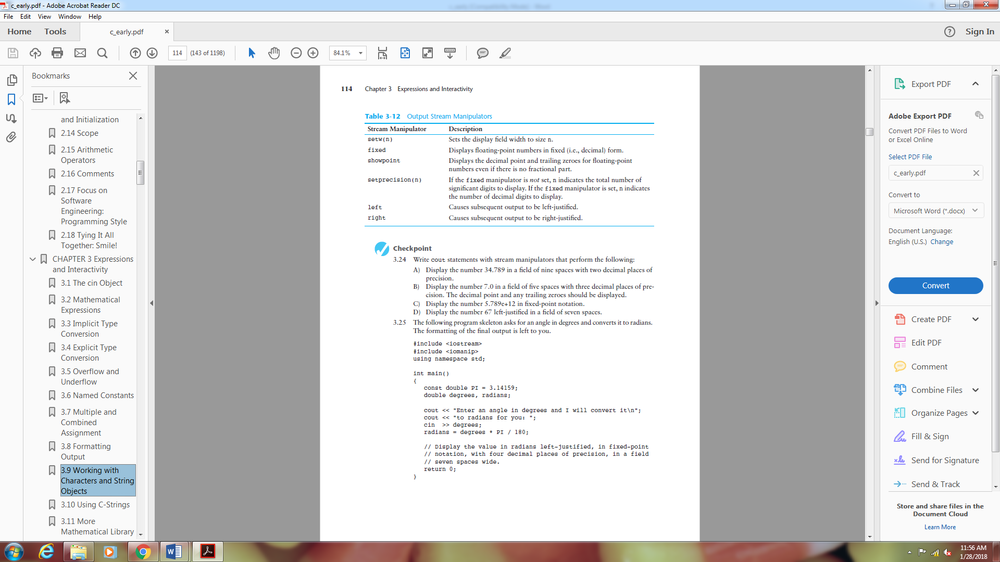 c_early.pdf - Adobe Acrobat Reader DC
File Edit View Window Help
Home Tools c_early.pdf × ? Sign In
114 (143 of 1198) 84.1%
Bookmarks
and Initialization
2.14 Scope
2.15 Arithmetic
Operators
2.16 Comments
2.17 Focus on
Software
Engineering:
Programming Style
2.18 Tying It All
Together: Smile!
CHAPTER 3 Expressions
and Interactivity
3.1 The cin Object
3.2 Mathematical
Expressions
3.3 Implicit Type
Conversion
3.4 Explicit Type
Conversion
3.5 Overflow and
Underflow
3.6 Named Constants
3.7 Multiple and
Combined
Assignment
3.8 Formatting
Output
3.9 Working with
Characters and String
Objects
3.10 Using C-Strings
3.11 More
Mathematical Library
114 Chapter 3 Expressions and Interactivity
Table 3-12 Output Stream Manipulators
Stream Manipulator Description
setw(n) Sets the display field width to size n.
fixed Displays floating-point numbers in fixed (i.e., decimal) form.
showpoint Displays the decimal point and trailing zeroes for floating-point
numbers even if there is no fractional part.
setprecision(n) If the fixed manipulator is not set, n indicates the total number of
significant digits to display. If the fixed manipulator is set, n indicates
the number of decimal digits to display.
left Causes subsequent output to be left-justified.
right Causes subsequent output to be right-justified.
Checkpoint
3.24 Write cout statements with stream manipulators that perform the following:
A) Display the number 34.789 in a field of nine spaces with two decimal places of
precision.
B) Display the number 7.0 in a field of five spaces with three decimal places of pre-
cision. The decimal point and any trailing zeroes should be displayed.
C) Display the number 5.789e+12 in fixed-point notation.
D) Display the number 67 left-justified in a field of seven spaces.
3.25 The following program skeleton asks for an angle in degrees and converts it to radians.
The formatting of the final output is left to you.
#include <iostream>
#include <iomanip>
using namespace std;
int main()
{
const double PI = 3.14159;
double degrees, radians;
cout << "Enter an angle in degrees and I will convert it\n";
cout << "to radians for you: ";
cin >> degrees;
radians = degrees * PI / 180;
// Display the value in radians left-justified, in fixed-point
// notation, with four decimal places of precision, in a field
// seven spaces wide.
return 0;
}
Export PDF
Adobe Export PDF
Convert PDF Files to Word
or Excel Online
Select PDF File
c_early.pdf
Convert to
Microsoft Word (*.docx)
Document Language:
English (U.S.) Change
Convert
Create PDF
Edit PDF
Comment
Combine Files
Organize Pages
Fill & Sign
Send for Signature
Send & Track
Store and share files in the
Document Cloud
Learn More
11:56 AM
1/28/2018